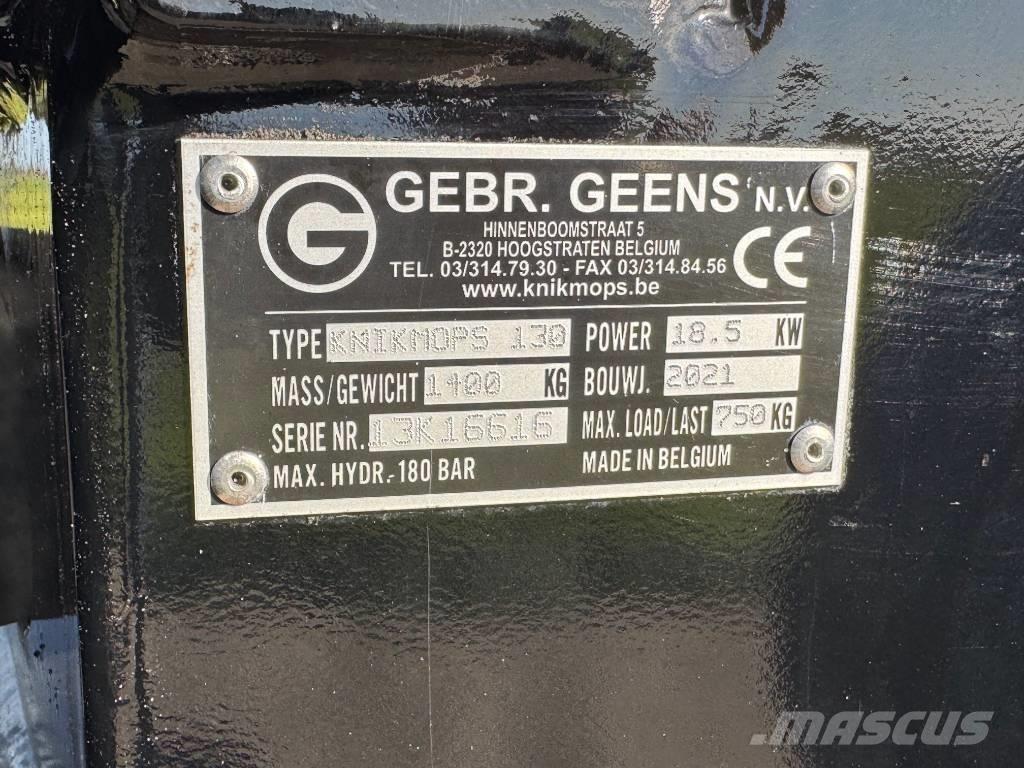 G GEBR. GEENS N.V.
HINNENBOOMSTRAAT 5
B-2320 HOOGSTRATEN BELGIUM
TEL. 03/314.79.30 - FAX 03/314.84.56
www.knikmops.be
CE
TYPE KNIKMOPS 130 POWER 18.5 KW
MASS/GEWICHT 1400 KG BOUWJ. 2021
SERIE NR. 13K16616 MAX. LOAD/LAST 750 KG
MAX. HYDR.-180 BAR MADE IN BELGIUM
MASCUS